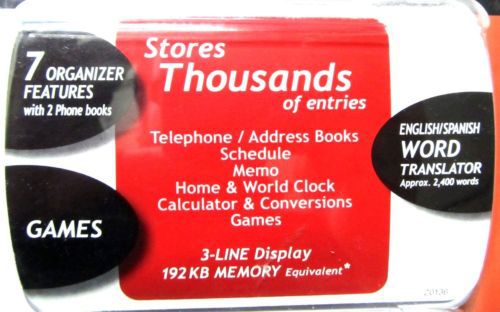 7 ORGANIZER
FEATURES
with 2 Phone books
GAMES
Stores
Thousands
of entries
Telephone / Address Books
Schedule
Memo
Home & World Clock
Calculator & Conversions
Games
3-LINE Display
192 KB MEMORY Equivalent*
ENGLISH/SPANISH
WORD
TRANSLATOR
Approx. 2,400 words
20136